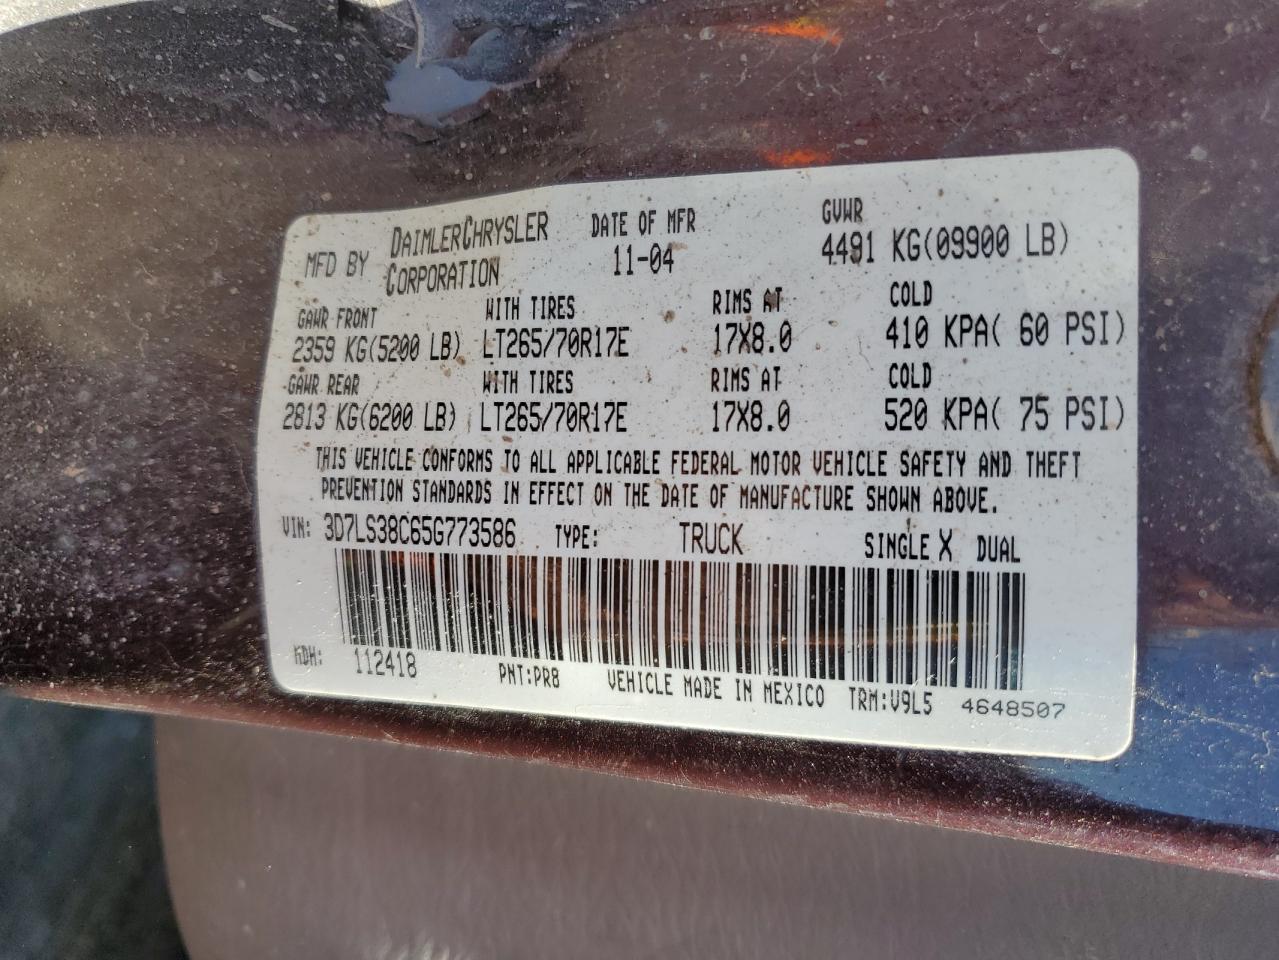 MFD BY DAIMLERCHRYSLER CORPORATION DATE OF MFR 11-04 GVWR 4491 KG(09900 LB)
GAWR FRONT WITH TIRES RIMS AT COLD
2359 KG(5200 LB) LT265/70R17E 17X8.0 410 KPA( 60 PSI)
GAWR REAR WITH TIRES RIMS AT COLD
2813 KG(6200 LB) LT265/70R17E 17X8.0 520 KPA( 75 PSI)
THIS VEHICLE CONFORMS TO ALL APPLICABLE FEDERAL MOTOR VEHICLE SAFETY AND THEFT
PREVENTION STANDARDS IN EFFECT ON THE DATE OF MANUFACTURE SHOWN ABOVE.
VIN: 3D7LS38C65G773586 TYPE: TRUCK SINGLE X DUAL
MDH: 112418 PNT:PR8 VEHICLE MADE IN MEXICO TRM:V9L5 4648507